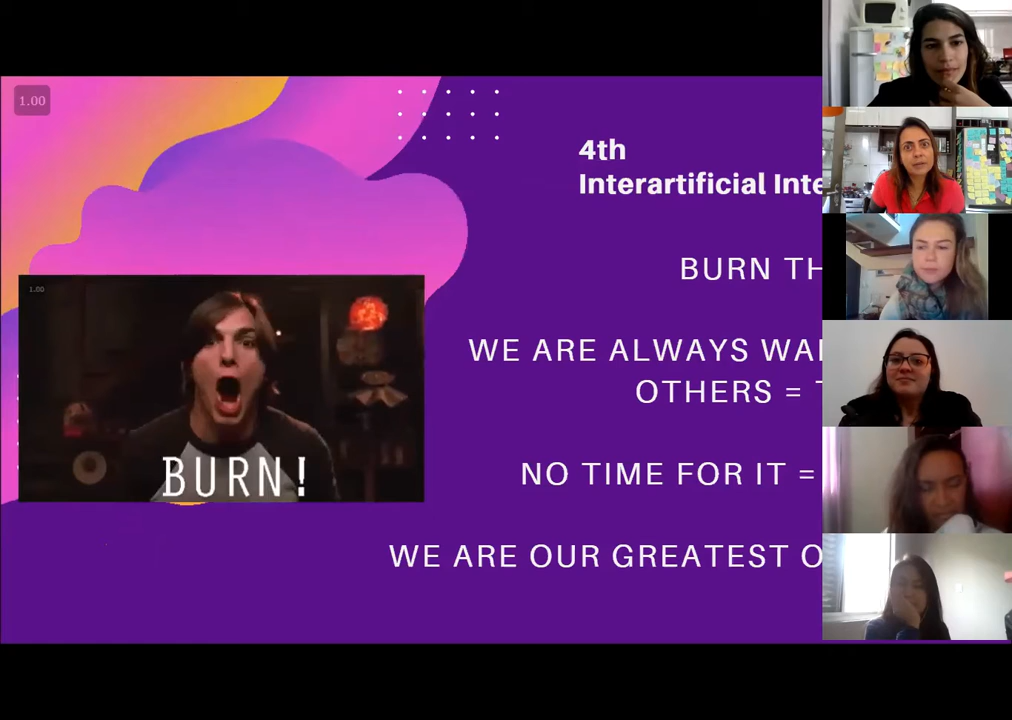 1.00
4th
Interartificial Inte
BURN TH
WE ARE ALWAYS WAI
OTHERS =
NO TIME FOR IT =
WE ARE OUR GREATEST O
1.00
BURN!